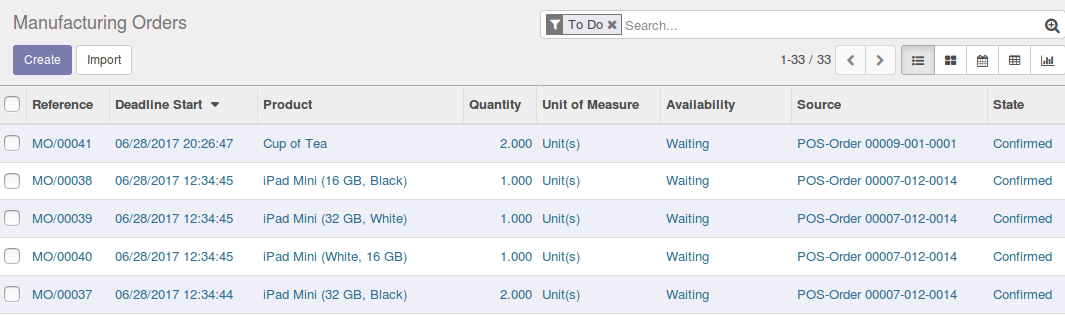 Manufacturing Orders
To Do Search...
Create Import
1-33 / 33
Reference Deadline Start Product Quantity Unit of Measure Availability Source State
MO/00041 06/28/2017 20:26:47 Cup of Tea 2.000 Unit(s) Waiting POS-Order 00009-001-0001 Confirmed
MO/00038 06/28/2017 12:34:45 iPad Mini (16 GB, Black) 1.000 Unit(s) Waiting POS-Order 00007-012-0014 Confirmed
MO/00039 06/28/2017 12:34:45 iPad Mini (32 GB, White) 1.000 Unit(s) Waiting POS-Order 00007-012-0014 Confirmed
MO/00040 06/28/2017 12:34:45 iPad Mini (White, 16 GB) 1.000 Unit(s) Waiting POS-Order 00007-012-0014 Confirmed
MO/00037 06/28/2017 12:34:44 iPad Mini (32 GB, Black) 2.000 Unit(s) Waiting POS-Order 00007-012-0014 Confirmed